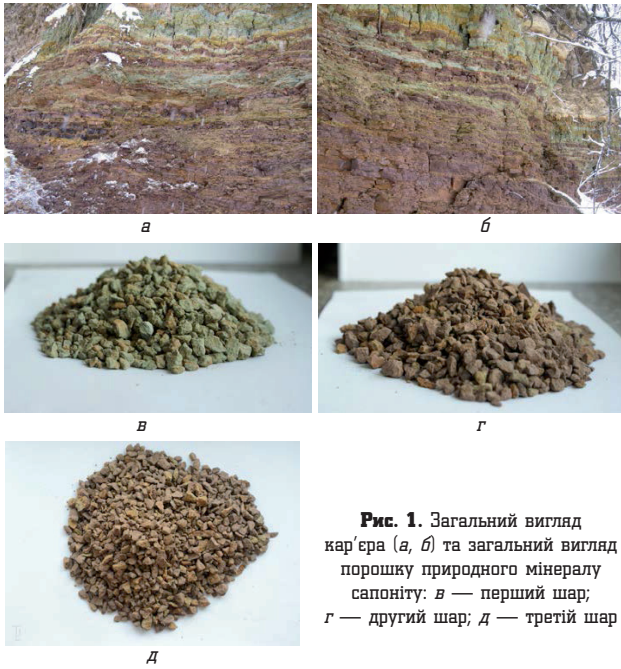 а
б
в
г
д
Рис. 1. Загальний вигляд
кар’єра (а, б) та загальний вигляд
порошку природного мінералу
сапоніту: в — перший шар;
г — другий шар; д — третій шар